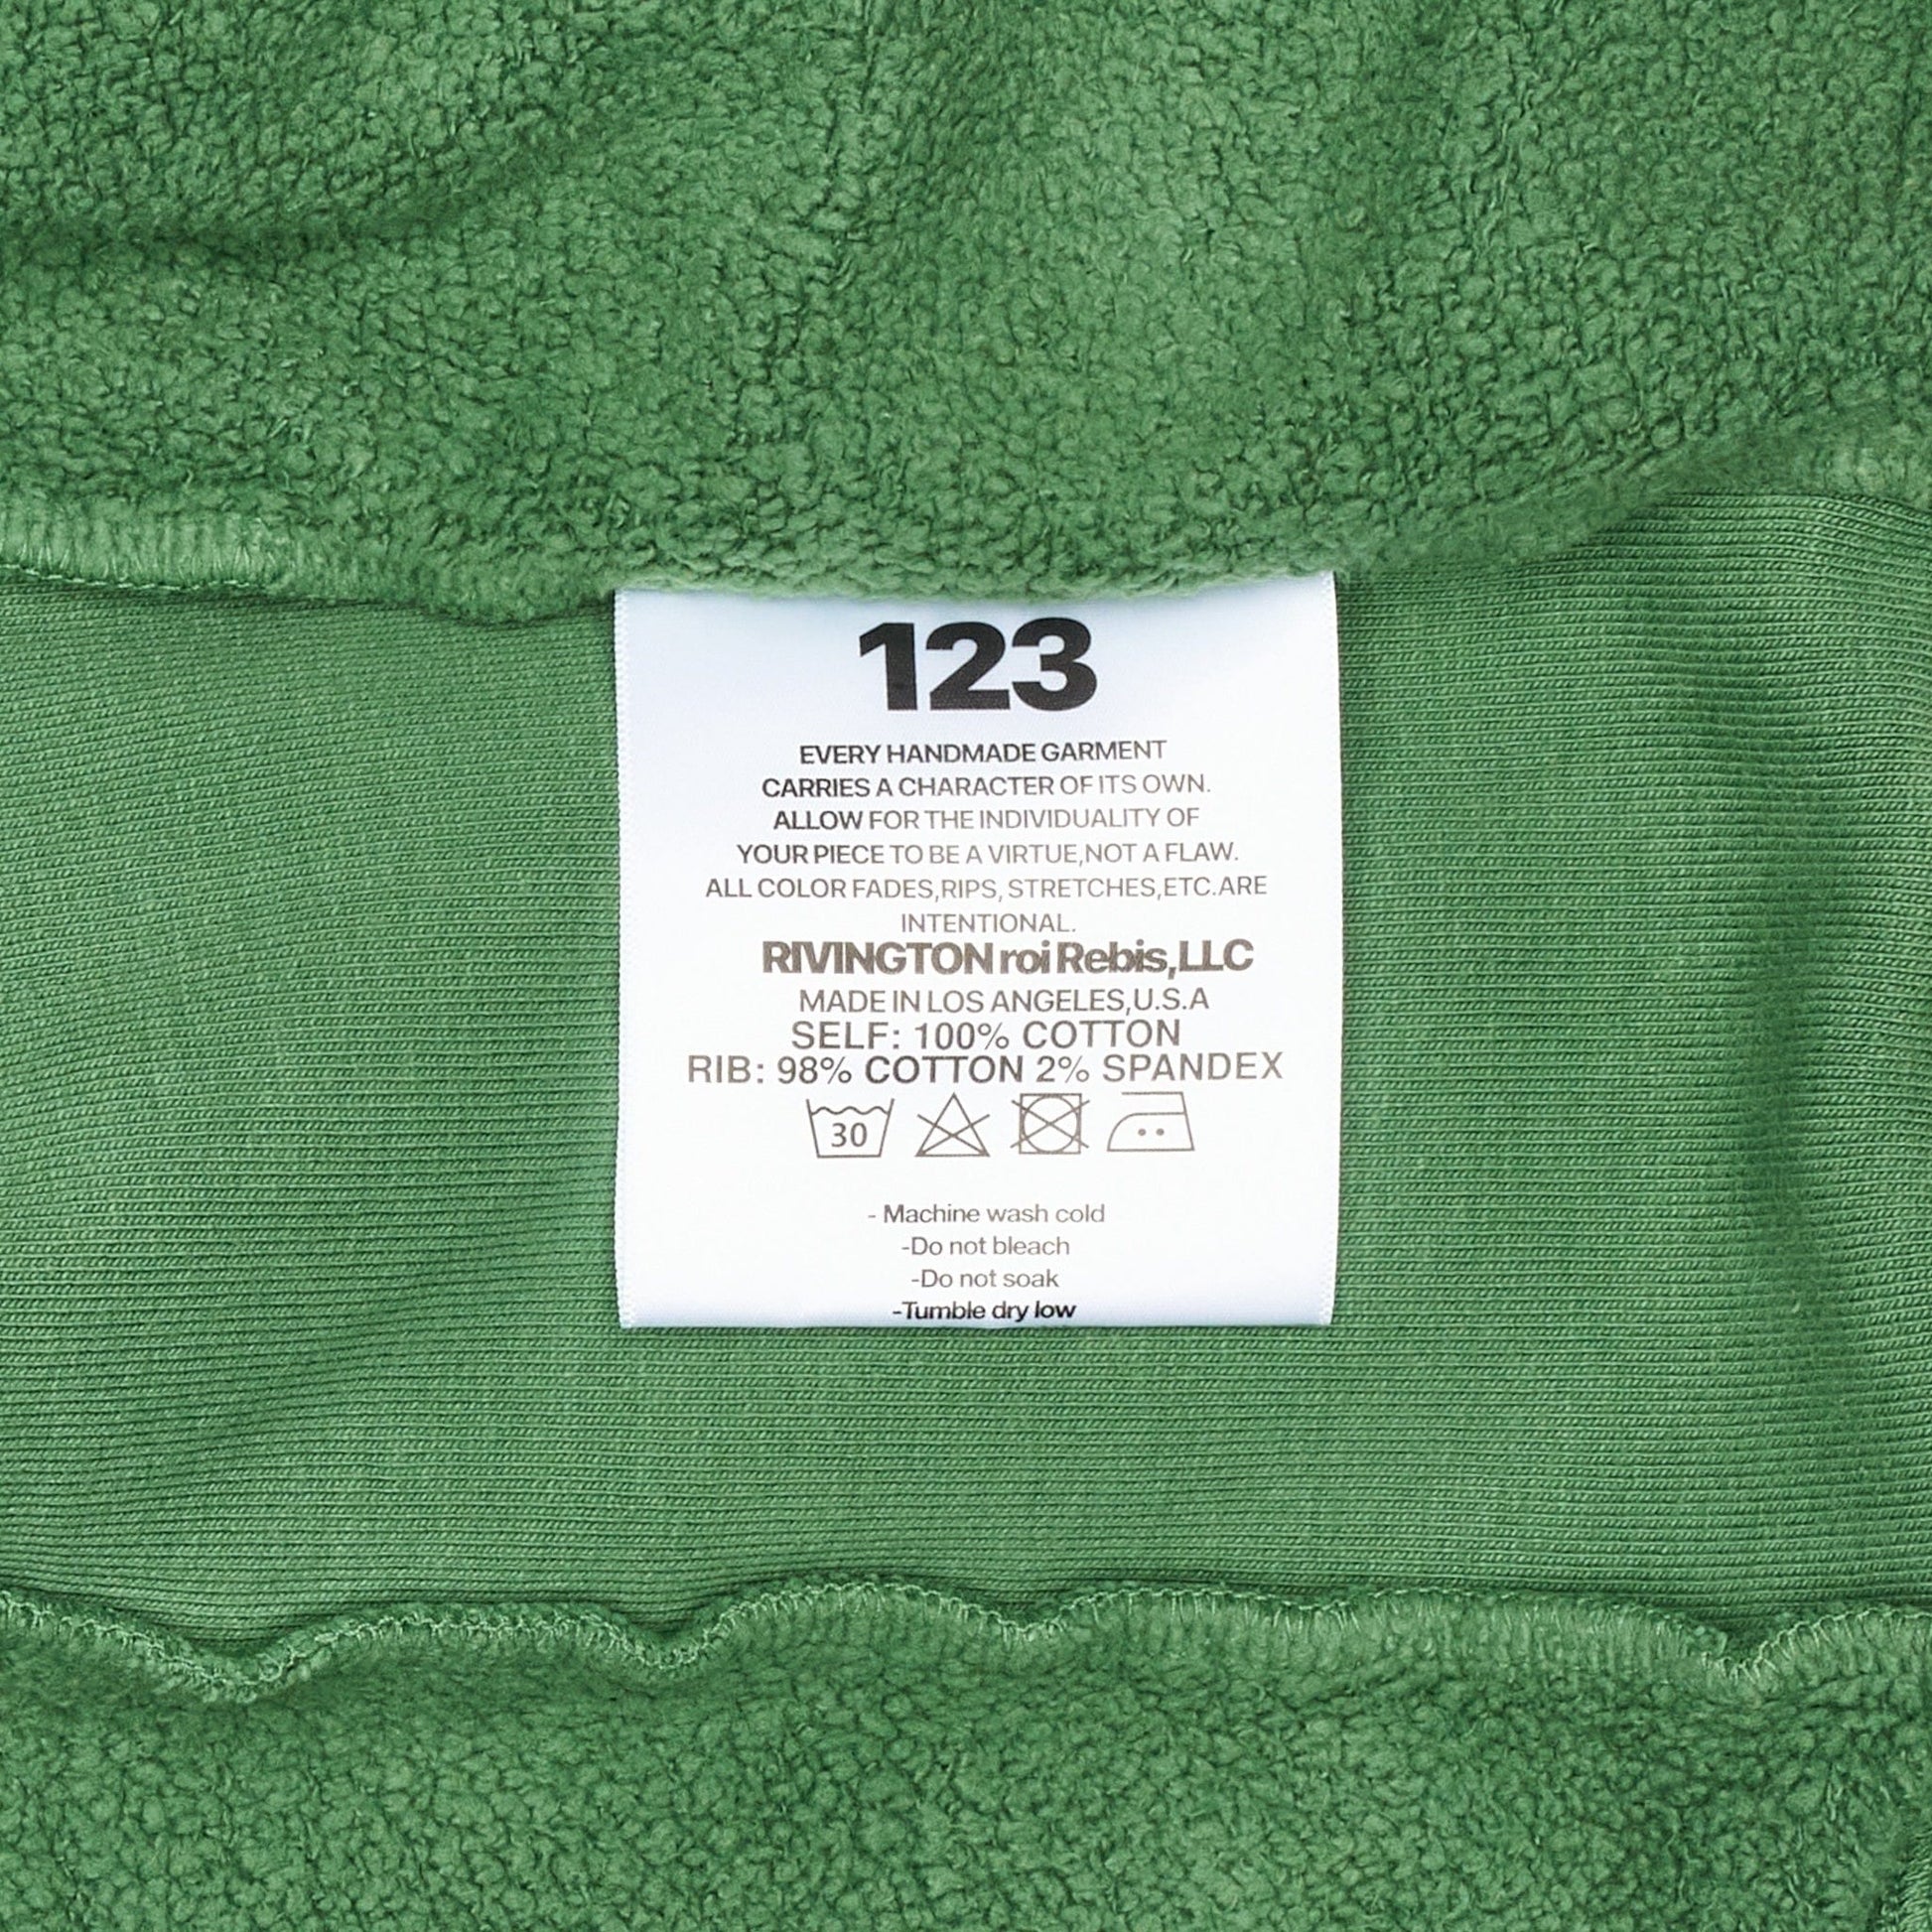 123
EVERY HANDMADE GARMENT
CARRIES A CHARACTER OF ITS OWN.
ALLOW FOR THE INDIVIDUALITY OF
YOUR PIECE TO BE A VIRTUE,NOT A FLAW.
ALL COLOR FADES,RIPS, STRETCHES,ETC.ARE
INTENTIONAL.
RIVINGTON roi Rebis,LLC
MADE IN LOS ANGELES,U.S.A
SELF: 100% COTTON
RIB: 98% COTTON 2% SPANDEX
30
- Machine wash cold
-Do not bleach
-Do not soak
-Tumble dry low